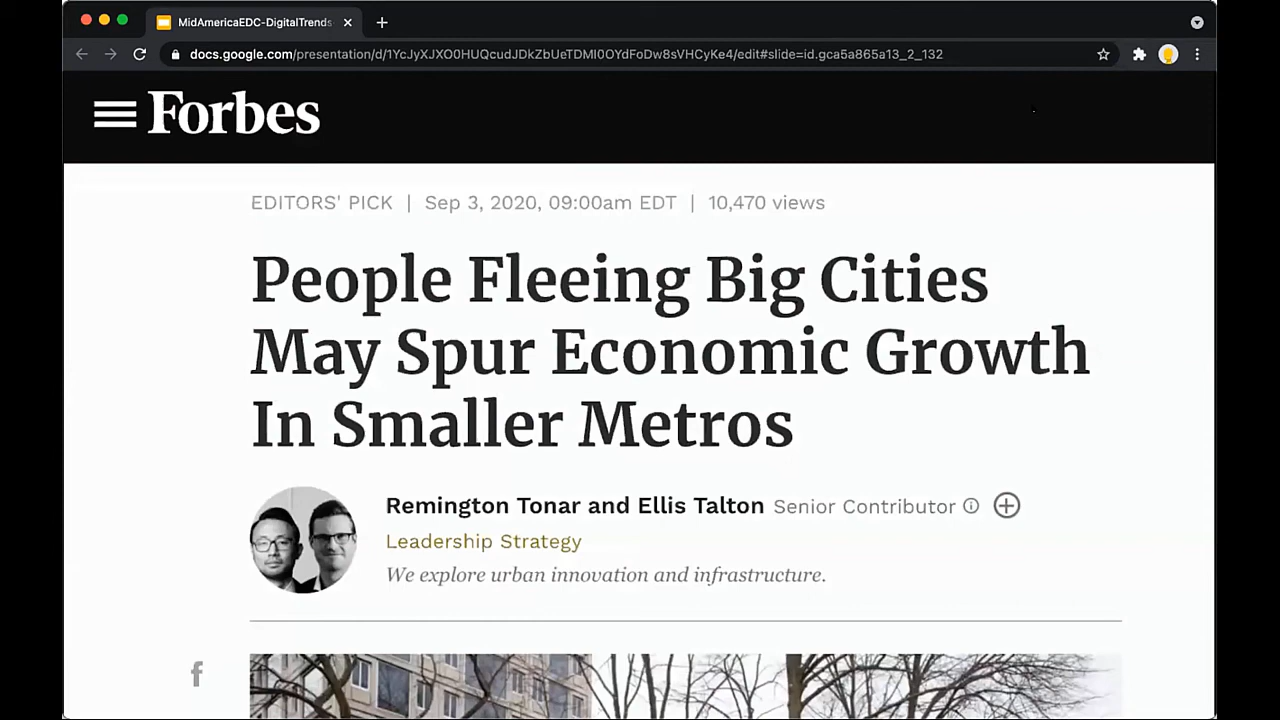 MidAmericaEDC-DigitalTrends
docs.google.com/presentation/d/1YcJyXJXO0HUQcudJDkZbUeTDMI0OYdFoDw8sVHCyKe4/edit#slide=id.gca5a865a13_2_132
Forbes
EDITORS' PICK | Sep 3, 2020, 09:00am EDT | 10,470 views
People Fleeing Big Cities
May Spur Economic Growth
In Smaller Metros
Remington Tonar and Ellis Talton Senior Contributor
Leadership Strategy
We explore urban innovation and infrastructure.
f